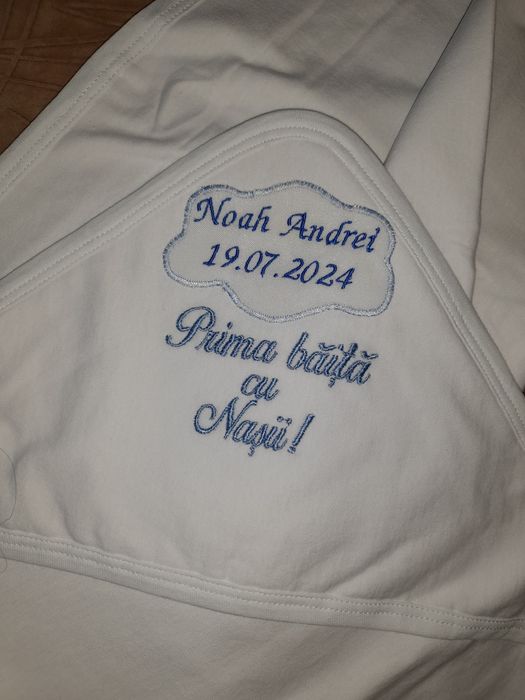 Noah Andrei
19.07.2024
Prima băiță
cu
Nașii!